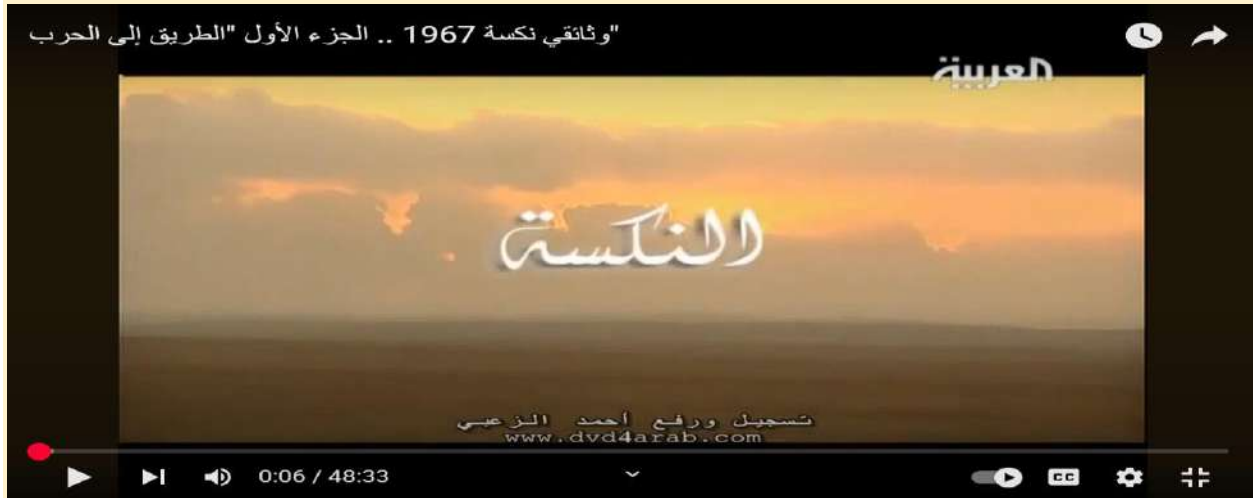 وثائقي نكسة 1967 .. الجزء الأول "الطريق إلى الحرب"
العربية
النكسة
تسجيل ورفع أحمد الزعبي
www.dvd4arab.com
0:06 / 48:33
CC